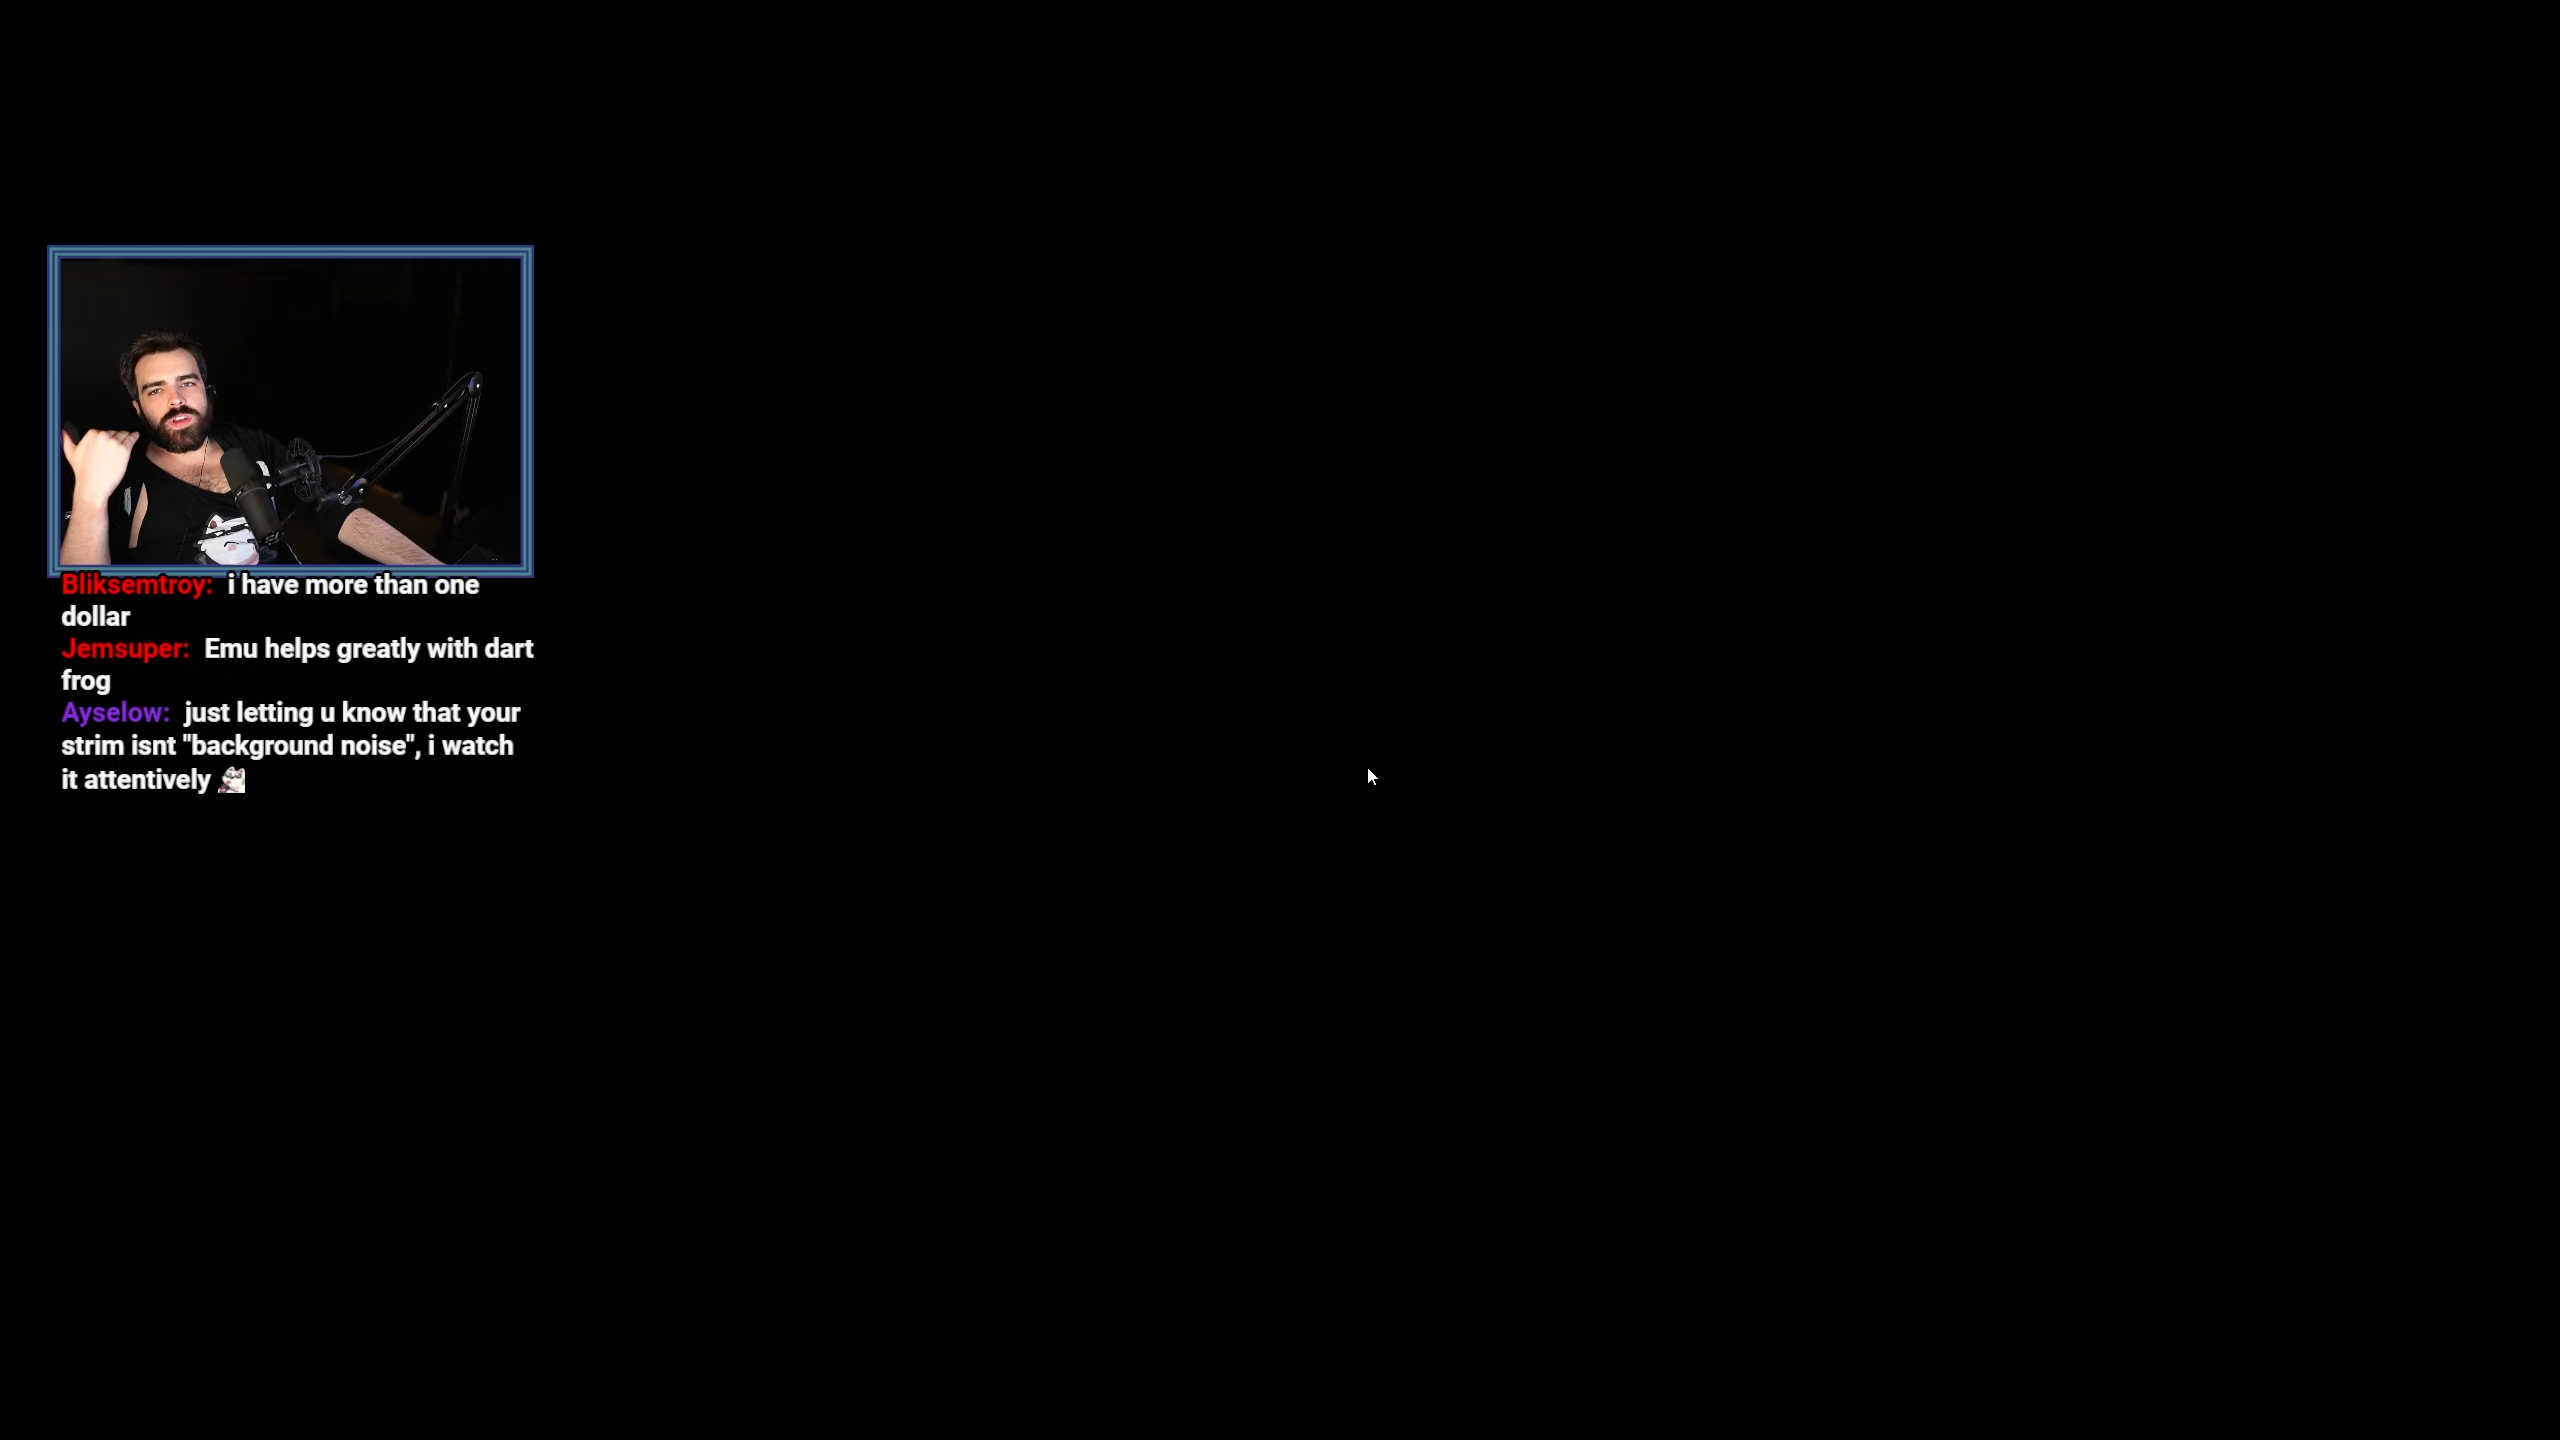 Bliksemtroy: i have more than one
dollar
Jemsuper: Emu helps greatly with dart
frog
Ayselow: just letting u know that your
strim isnt "background noise", i watch
it attentively